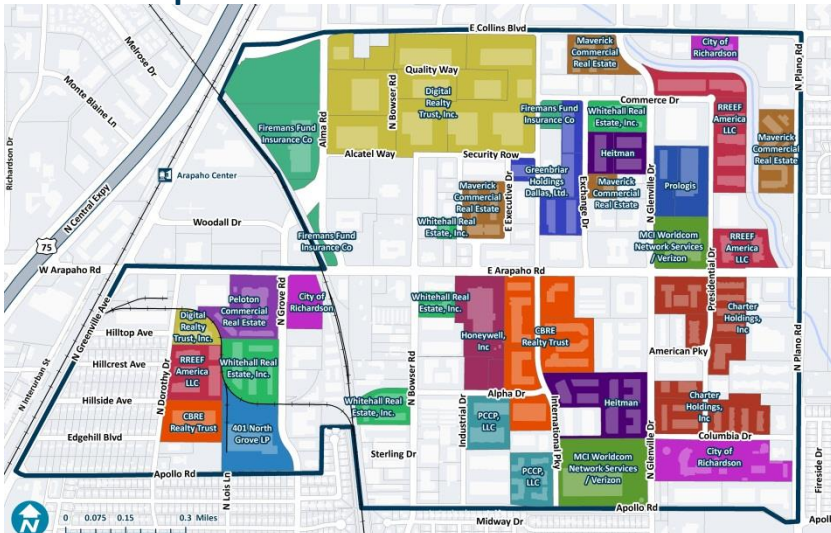 E Collins Blvd
Melrose Dr
Monte Blaine Ln
Richardson Dr
N Central Expy
75
Arapaho Center
Woodall Dr
W Arapaho Rd
N Greenville Ave
N Interurban St
Firemans Fund
Insurance Co
Alma Rd
Quality Way
N Bowser Rd
Digital
Realty
Trust, Inc.
Alcatel Way
Security Row
Maverick
Commercial
Real Estate
City of
Richardson
N Plano Rd
Commerce Dr
Firemans Fund
Insurance Co
Whitehall Real
Estate, Inc.
RREEF
America
LLC
Maverick
Commercial
Real Estate
Heitman
Greenbriar
Holdings
Dallas, Ltd.
Exchange Dr
E Executive Dr
Maverick
Commercial
Real Estate
Maverick
Commercial
Real Estate
N Glenville Dr
Prologis
Whitehall Real
Estate, Inc.
Firemans Fund
Insurance Co
MCI Worldcom
Network Services
/ Verizon
RREEF
America
LLC
Presidential Dr
E Arapaho Rd
Peloton
Commercial
Real Estate
N Grove Rd
City of
Richardson
Digital
Realty
Trust, Inc.
Hilltop Ave
Hillcrest Ave
Hillside Ave
Edgehill Blvd
N Dorothy Dr
RREEF
America
LLC
Whitehall Real
Estate, Inc.
CBRE
Realty Trust
401 North
Grove LP
Apollo Rd
N Lois Ln
Whitehall Real
Estate, Inc.
Honeywell,
Inc
CBRE
Realty Trust
Charter
Holdings,
Inc
American Pky
N Plano Rd
N Bowser Rd
Whitehall Real
Estate, Inc.
Industrial Dr
Alpha Dr
PCCP,
LLC
International Pky
Heitman
Charter
Holdings,
Inc
Columbia Dr
Sterling Dr
PCCP,
LLC
MCI Worldcom
Network Services
/ Verizon
N Glenville Dr
City of
Richardson
Fireside Dr
Apollo Rd
Midway Dr
Apoll
N
0 0.075 0.15 0.3 Miles